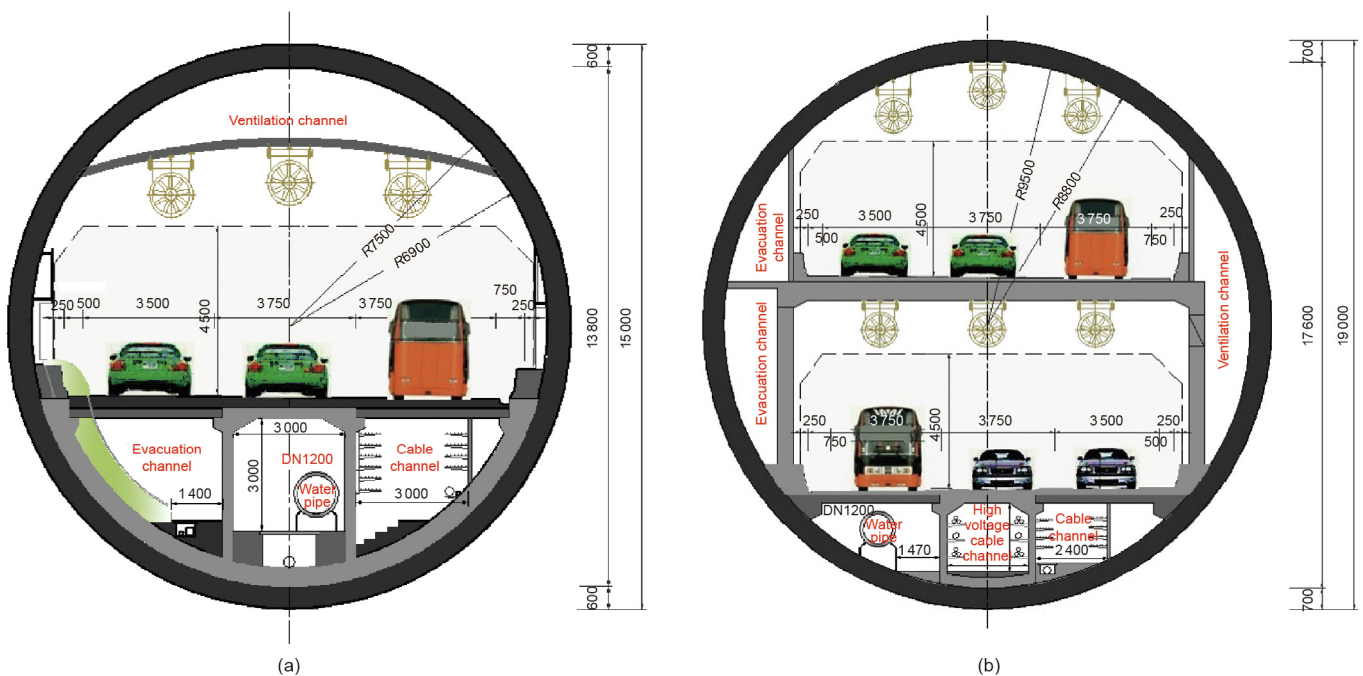 600
Ventilation channel
R7500
R6900
250
500
3 500
3 750
3 750
750
250
4 500
13 800
15 000
3 000
Evacuation
channel
DN1200
Cable
channel
3 000
Water
pipe
1 400
3 000
600
(a)
700
R9500
R8800
Evacuation
channel
250
500
3 500
3 750
3 750
250
750
4 500
Ventilation channel
Evacuation channel
17 600
19 000
250
750
3 750
4 500
3 750
3 500
250
500
DN1200
Water
pipe
1 470
High
voltage
cable
channel
Cable
channel
2 400
700
(b)